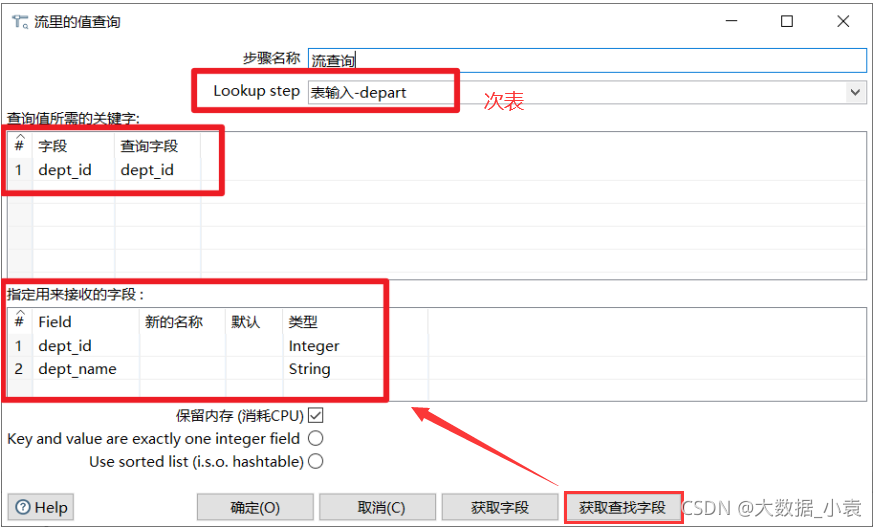 流里的值查询
步骤名称 流查询
Lookup step 表输入-depart
次表
查询值所需的关键字:
# 字段 查询字段
1 dept_id dept_id
指定用来接收的字段 :
# Field 新的名称 默认 类型
1 dept_id Integer
2 dept_name String
保留内存 (消耗CPU)
Key and value are exactly one integer field
Use sorted list (i.s.o. hashtable)
Help 确定(O) 取消(C) 获取字段 获取查找字段 CSDN @大数据_小袁